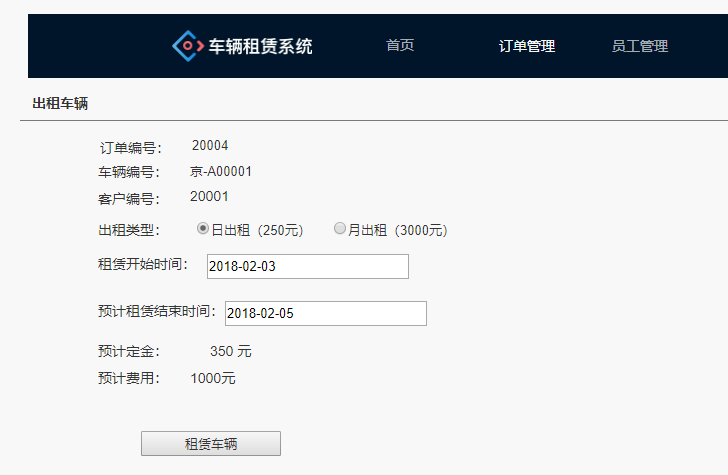 车辆租赁系统 首页 订单管理 员工管理
出租车辆
订单编号: 20004
车辆编号: 京-A00001
客户编号: 20001
出租类型: 日出租（250元） 月出租（3000元）
租赁开始时间: 2018-02-03
预计租赁结束时间: 2018-02-05
预计定金: 350 元
预计费用: 1000元
租赁车辆